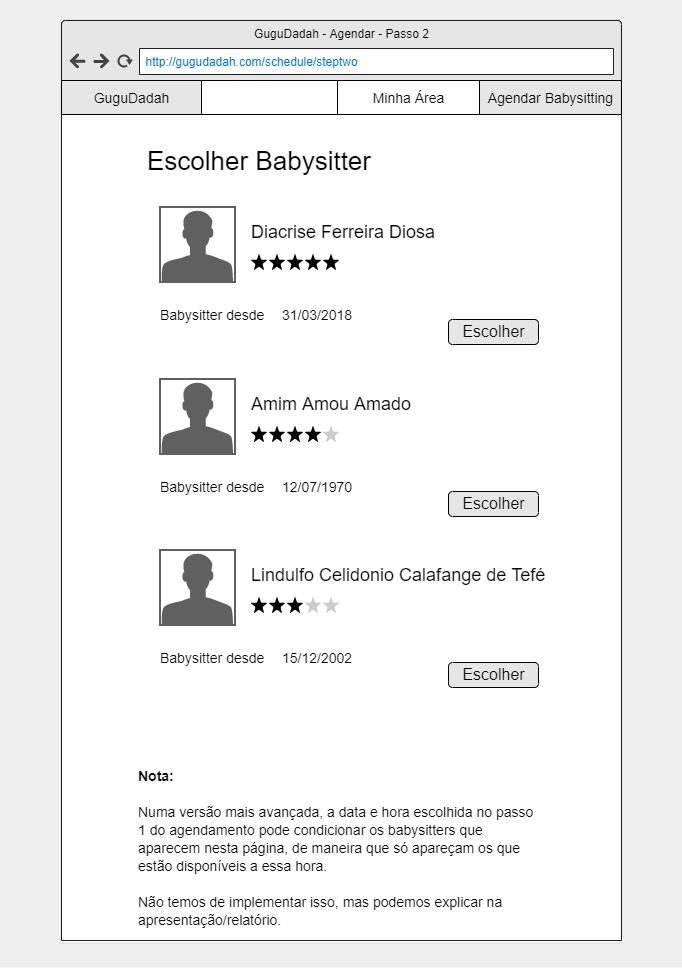 GuguDadah - Agendar - Passo 2
http://gugudadah.com/schedule/steptwo
GuguDadah
Minha Área
Agendar Babysitting
Escolher Babysitter
Diacrise Ferreira Diosa
Babysitter desde 31/03/2018
Escolher
Amim Amou Amado
Babysitter desde 12/07/1970
Escolher
Lindulfo Celidonio Calafange de Tefé
Babysitter desde 15/12/2002
Escolher
Nota:
Numa versão mais avançada, a data e hora escolhida no passo
1 do agendamento pode condicionar os babysitters que
aparecem nesta página, de maneira que só apareçam os que
estão disponíveis a essa hora.
Não temos de implementar isso, mas podemos explicar na
apresentação/relatório.